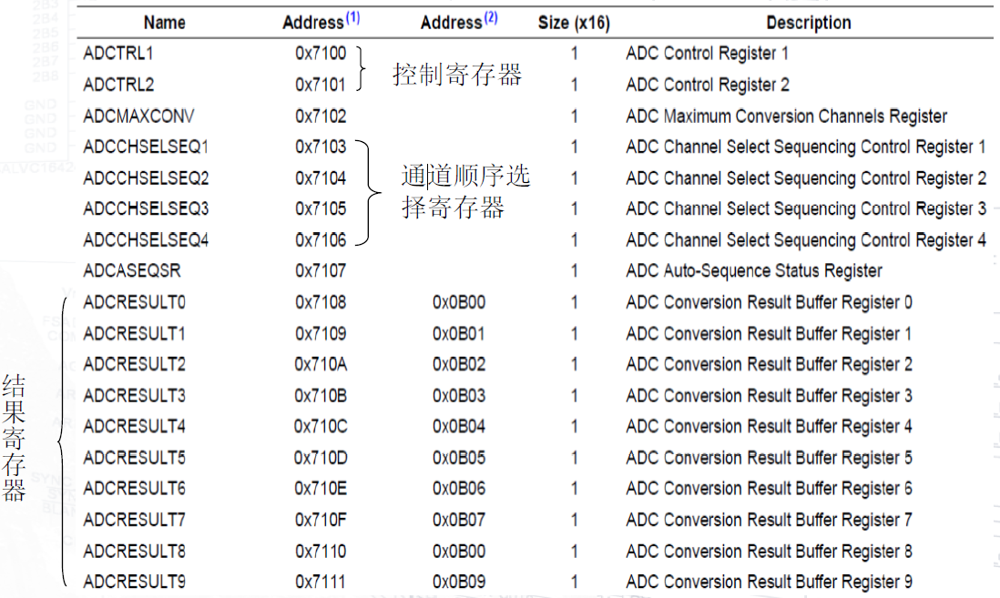 Name Address(1) Address(2) Size (x16) Description
ADCTRL1 0x7100 1 ADC Control Register 1
控制寄存器
ADCTRL2 0x7101 1 ADC Control Register 2
ADCMAXCONV 0x7102 1 ADC Maximum Conversion Channels Register
ADCCHSELSEQ1 0x7103 1 ADC Channel Select Sequencing Control Register 1
通道顺序选
择寄存器
ADCCHSELSEQ2 0x7104 1 ADC Channel Select Sequencing Control Register 2
ADCCHSELSEQ3 0x7105 1 ADC Channel Select Sequencing Control Register 3
ADCCHSELSEQ4 0x7106 1 ADC Channel Select Sequencing Control Register 4
ADCASEQSR 0x7107 1 ADC Auto-Sequence Status Register
结果寄存器
ADCRESULT0 0x7108 0x0B00 1 ADC Conversion Result Buffer Register 0
ADCRESULT1 0x7109 0x0B01 1 ADC Conversion Result Buffer Register 1
ADCRESULT2 0x710A 0x0B02 1 ADC Conversion Result Buffer Register 2
ADCRESULT3 0x710B 0x0B03 1 ADC Conversion Result Buffer Register 3
ADCRESULT4 0x710C 0x0B04 1 ADC Conversion Result Buffer Register 4
ADCRESULT5 0x710D 0x0B05 1 ADC Conversion Result Buffer Register 5
ADCRESULT6 0x710E 0x0B06 1 ADC Conversion Result Buffer Register 6
ADCRESULT7 0x710F 0x0B07 1 ADC Conversion Result Buffer Register 7
ADCRESULT8 0x7110 0x0B00 1 ADC Conversion Result Buffer Register 8
ADCRESULT9 0x7111 0x0B09 1 ADC Conversion Result Buffer Register 9
2B4
2B5
2B6
2B7
2B8
GND
GND
GND
GND